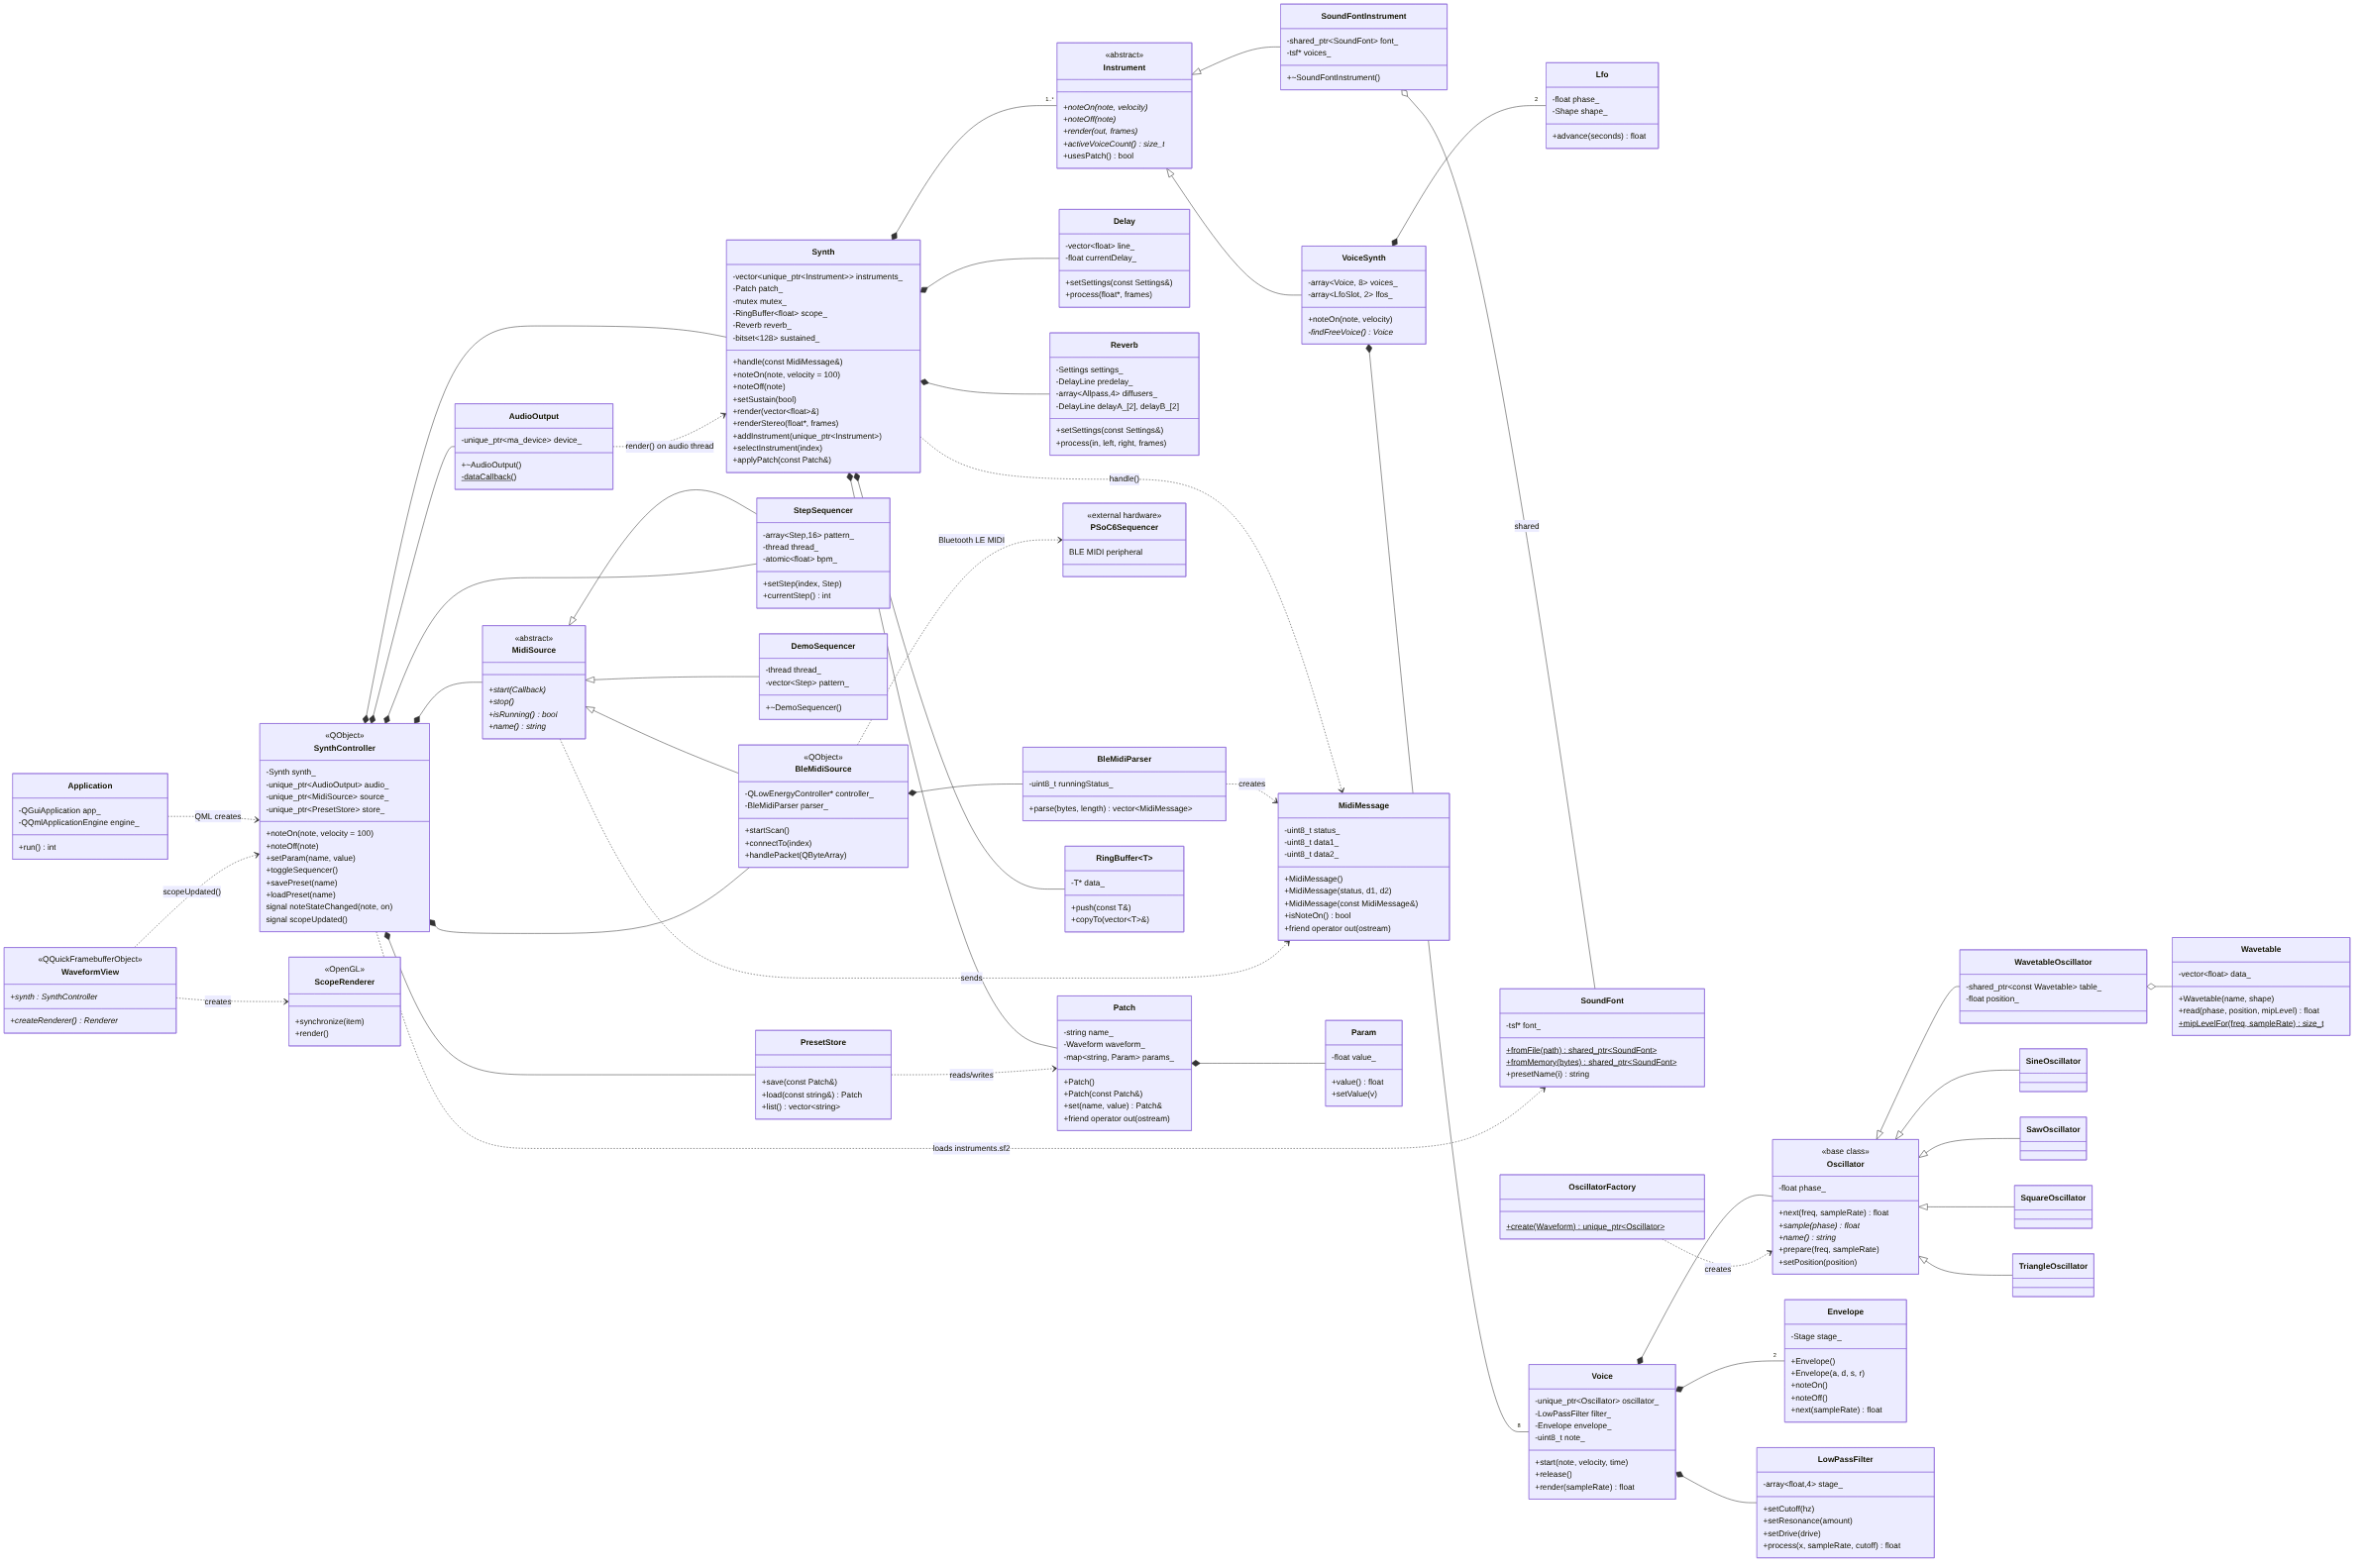 SoundFontInstrument
-shared_ptr<SoundFont> font_
-tsf* voices_
+~SoundFontInstrument()
«abstract»
Instrument
+noteOn(note, velocity)
+noteOff(note)
+render(out, frames)
+activeVoiceCount() : size_t
+usesPatch() : bool
1..*
Lfo
-float phase_
-Shape shape_
+advance(seconds) : float
2
Delay
-vector<float> line_
-float currentDelay_
+setSettings(const Settings&)
+process(float*, frames)
Synth
-vector<unique_ptr<Instrument>> instruments_
-Patch patch_
-mutex mutex_
-RingBuffer<float> scope_
-Reverb reverb_
-bitset<128> sustained_
+handle(const MidiMessage&)
+noteOn(note, velocity = 100)
+noteOff(note)
+setSustain(bool)
+render(vector<float>&)
+renderStereo(float*, frames)
+addInstrument(unique_ptr<Instrument>)
+selectInstrument(index)
+applyPatch(const Patch&)
VoiceSynth
-array<Voice, 8> voices_
-array<LfoSlot, 2> lfos_
+noteOn(note, velocity)
-findFreeVoice() : Voice
Reverb
-Settings settings_
-DelayLine predelay_
-array<Allpass,4> diffusers_
-DelayLine delayA_[2], delayB_[2]
+setSettings(const Settings&)
+process(in, left, right, frames)
AudioOutput
-unique_ptr<ma_device> device_
+~AudioOutput()
-dataCallback()
render() on audio thread
handle()
StepSequencer
-array<Step,16> pattern_
-thread thread_
-atomic<float> bpm_
+setStep(index, Step)
+currentStep() : int
«external hardware»
PSoC6Sequencer
BLE MIDI peripheral
Bluetooth LE MIDI
shared
«abstract»
MidiSource
+start(Callback)
+stop()
+isRunning() : bool
+name() : string
DemoSequencer
-thread thread_
-vector<Step> pattern_
+~DemoSequencer()
«QObject»
SynthController
-Synth synth_
-unique_ptr<AudioOutput> audio_
-unique_ptr<MidiSource> source_
-unique_ptr<PresetStore> store_
+noteOn(note, velocity = 100)
+noteOff(note)
+setParam(name, value)
+toggleSequencer()
+savePreset(name)
+loadPreset(name)
signal noteStateChanged(note, on)
signal scopeUpdated()
Application
-QGuiApplication app_
-QQmlApplicationEngine engine_
+run() : int
QML creates
«QObject»
BleMidiSource
-QLowEnergyController* controller_
-BleMidiParser parser_
+startScan()
+connectTo(index)
+handlePacket(QByteArray)
BleMidiParser
-uint8_t runningStatus_
+parse(bytes, length) : vector<MidiMessage>
creates
MidiMessage
-uint8_t status_
-uint8_t data1_
-uint8_t data2_
+MidiMessage()
+MidiMessage(status, d1, d2)
+MidiMessage(const MidiMessage&)
+isNoteOn() : bool
+friend operator out(ostream)
RingBuffer<T>
-T* data_
+push(const T&)
+copyTo(vector<T>&)
scopeUpdated()
sends
«QQuickFramebufferObject»
WaveformView
+synth : SynthController
+createRenderer() : Renderer
creates
«OpenGL»
ScopeRenderer
+synchronize(item)
+render()
PresetStore
+save(const Patch&)
+load(const string&) : Patch
+list() : vector<string>
reads/writes
Patch
-string name_
-Waveform waveform_
-map<string, Param> params_
+Patch()
+Patch(const Patch&)
+set(name, value) : Patch&
+friend operator out(ostream)
Param
-float value_
+value() : float
+setValue(v)
SoundFont
-tsf* font_
+fromFile(path) : shared_ptr<SoundFont>
+fromMemory(bytes) : shared_ptr<SoundFont>
+presetName(i) : string
loads instruments.sf2
WavetableOscillator
-shared_ptr<const Wavetable> table_
-float position_
Wavetable
-vector<float> data_
+Wavetable(name, shape)
+read(phase, position, mipLevel) : float
+mipLevelFor(freq, sampleRate) : size_t
SineOscillator
SawOscillator
SquareOscillator
TriangleOscillator
«base class»
Oscillator
-float phase_
+next(freq, sampleRate) : float
+sample(phase) : float
+name() : string
+prepare(freq, sampleRate)
+setPosition(position)
OscillatorFactory
+create(Waveform) : unique_ptr<Oscillator>
creates
Envelope
-Stage stage_
+Envelope()
+Envelope(a, d, s, r)
+noteOn()
+noteOff()
+next(sampleRate) : float
2
Voice
-unique_ptr<Oscillator> oscillator_
-LowPassFilter filter_
-Envelope envelope_
-uint8_t note_
+start(note, velocity, time)
+release()
+render(sampleRate) : float
8
LowPassFilter
-array<float,4> stage_
+setCutoff(hz)
+setResonance(amount)
+setDrive(drive)
+process(x, sampleRate, cutoff) : float